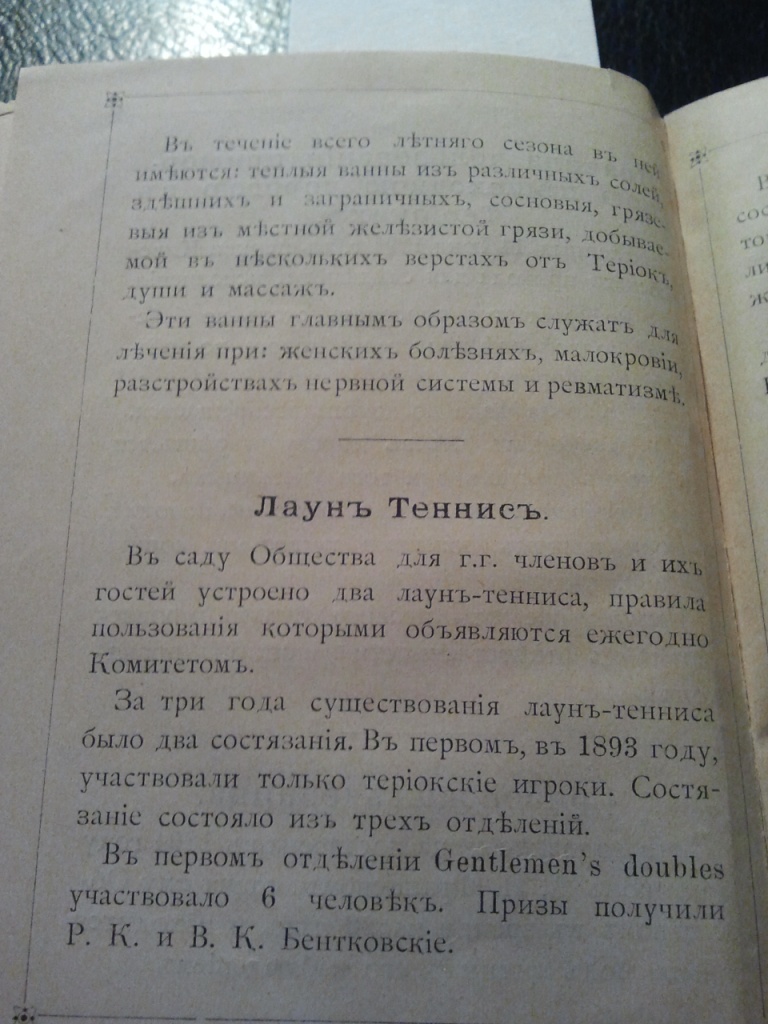 Въ теченіе всего лѣтняго сезона въ ней
имѣются: теплыя ванны изъ различныхъ солей,
здѣшнихъ и заграничныхъ, сосновыя, грязе-
выя изъ мѣстной желѣзистой грязи, добывае-
мой въ нѣсколькихъ верстахъ отъ Теріокъ,
души и массажъ.
Эти ванны главнымъ образомъ служатъ для
лѣченія при: женскихъ болѣзняхъ, малокровіи,
разстройствахъ нервной системы и ревматизмѣ.
Лаунъ Теннисъ.
Въ саду Общества для г.г. членовъ и ихъ
гостей устроено два лаунъ-тенниса, правила
пользованія которыми объявляются ежегодно
Комитетомъ.
За три года существованія лаунъ-тенниса
было два состязанія. Въ первомъ, въ 1893 году,
участвовали только теріокскіе игроки. Состя-
заніе состояло изъ трехъ отдѣленій.
Въ первомъ отдѣленіи Gentlemen's doubles
участвовало 6 человѣкъ. Призы получили
Р. К. и В. К. Бентковскіе.